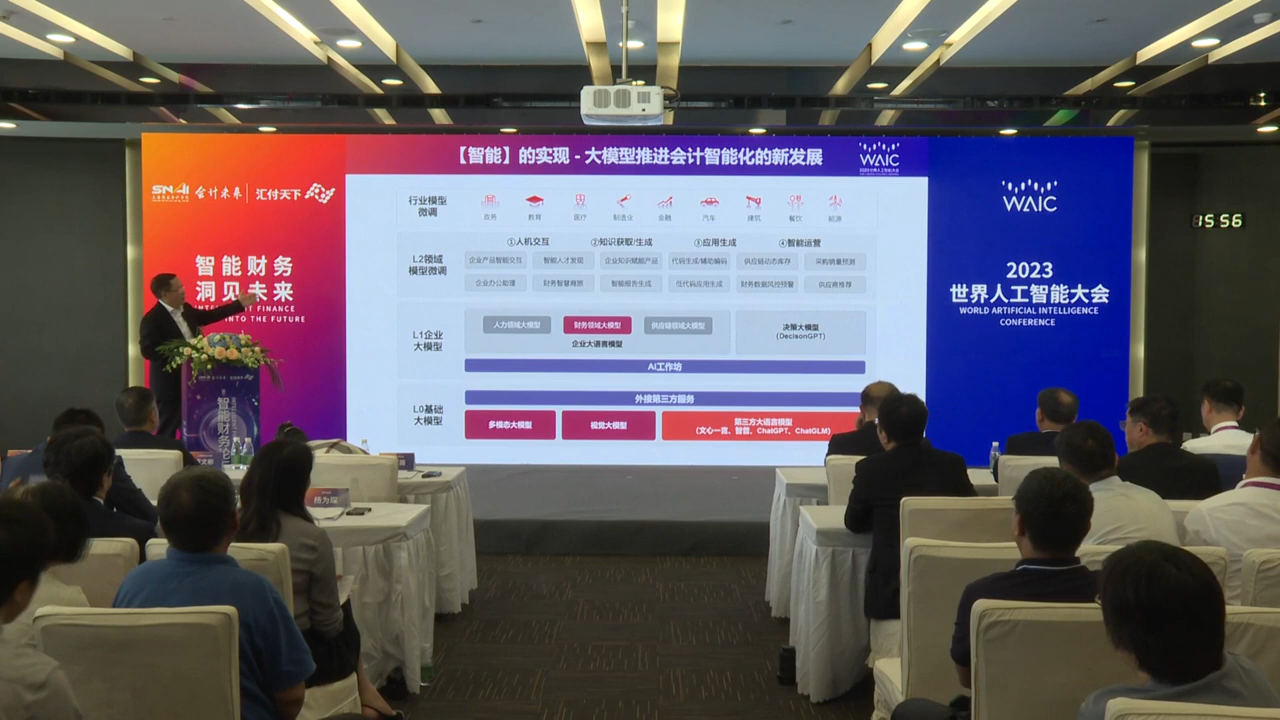 【智能】的实现 - 大模型推进会计智能化的新发展
WAIC
SNAI
会计未来
汇付天下
智能财务
洞见未来
INTELLIGENT FINANCE
INTO THE FUTURE
行业模型
微调
政务
教育
医疗
制造业
金融
汽车
建筑
餐饮
能源
L2领域
模型微调
①人机交互
②知识获取/生成
③应用生成
④智能运营
企业产品智能交互
智能人才发现
企业知识赋能产品
代码生成/辅助编码
供应链动态库存
采购销量预测
企业办公助理
财务智慧商旅
智能报告生成
低代码应用生成
财务数据风控预警
供应商推荐
L1企业
大模型
人力领域大模型
财务领域大模型
供应链领域大模型
企业大语言模型
决策大模型
(DecisonGPT)
AI工作坊
L0基础
大模型
外接第三方服务
多模态大模型
视觉大模型
第三方大语言模型
(文心一言、智普、ChatGPT、ChatGLM)
WAIC
2023
世界人工智能大会
WORLD ARTIFICIAL INTELLIGENCE
CONFERENCE
15 56
智能财务
杨为琛